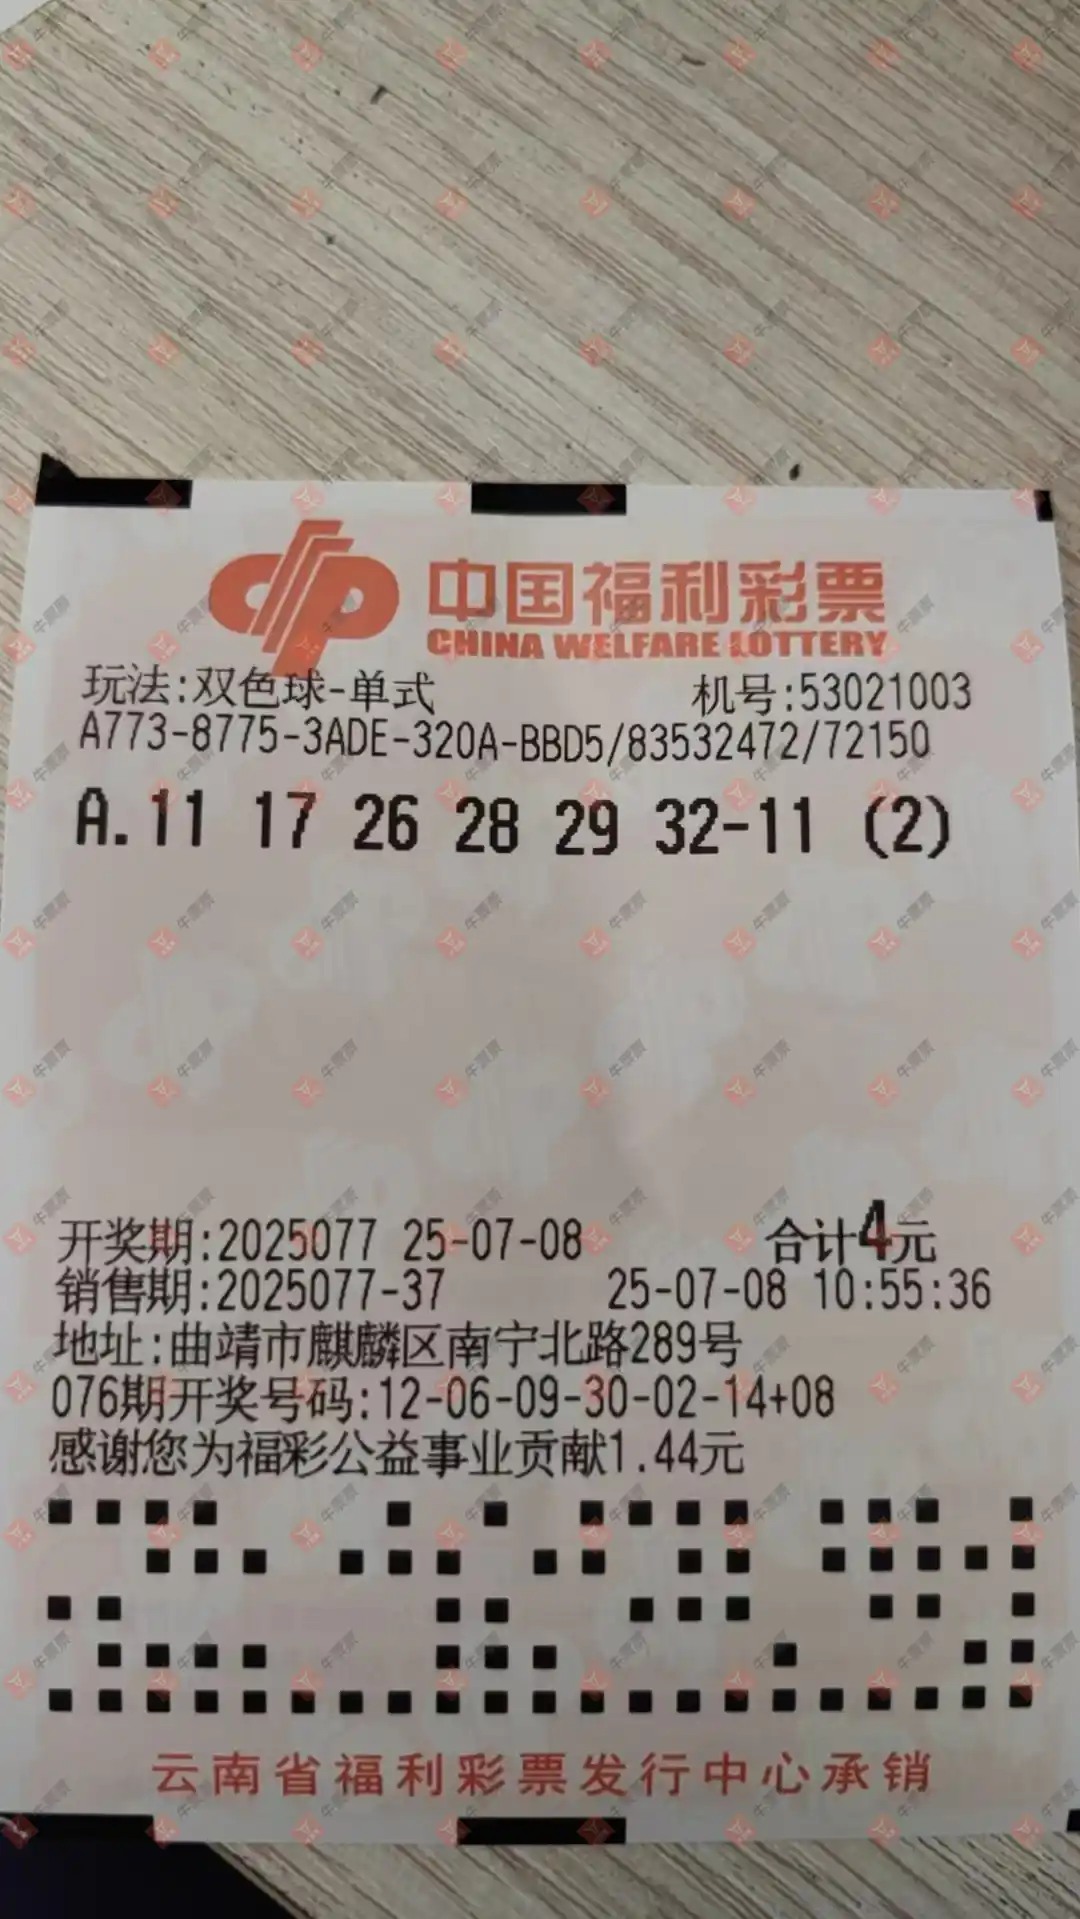 中国福利彩票
CHINA WELFARE LOTTERY
玩法:双色球-单式 机号:53021003
A773-8775-3ADE-320A-BBD5/83532472/72150
A.11 17 26 28 29 32-11 (2)
开奖期:2025077 25-07-08 合计4元
销售期:2025077-37 25-07-08 10:55:36
地址:曲靖市麒麟区南宁北路289号
076期开奖号码:12-06-09-30-02-14+08
感谢您为福彩公益事业贡献1.44元
云南省福利彩票发行中心承销
牛票票